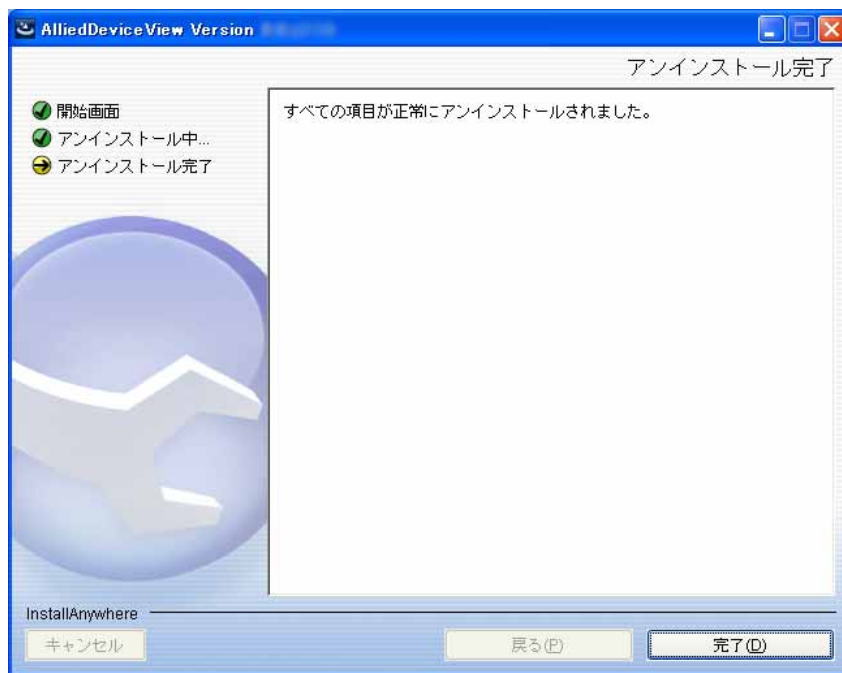 AlliedDeviceView Version
アンインストール完了
開始画面
アンインストール中...
アンインストール完了
すべての項目が正常にアンインストールされました。
InstallAnywhere
キャンセル
戻る(P)
完了(D)